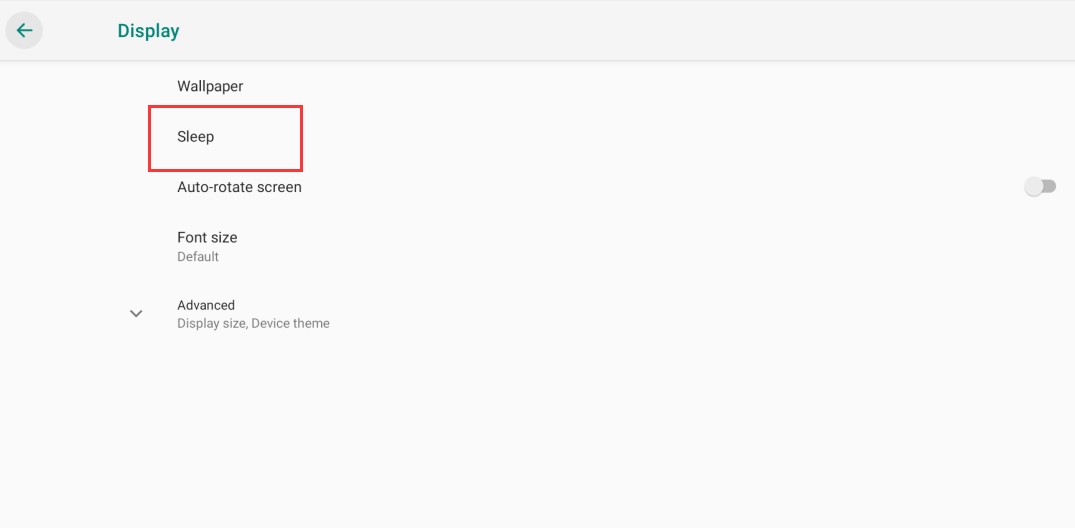 Display
Wallpaper
Sleep
Auto-rotate screen
Font size
Default
Advanced
Display size, Device theme